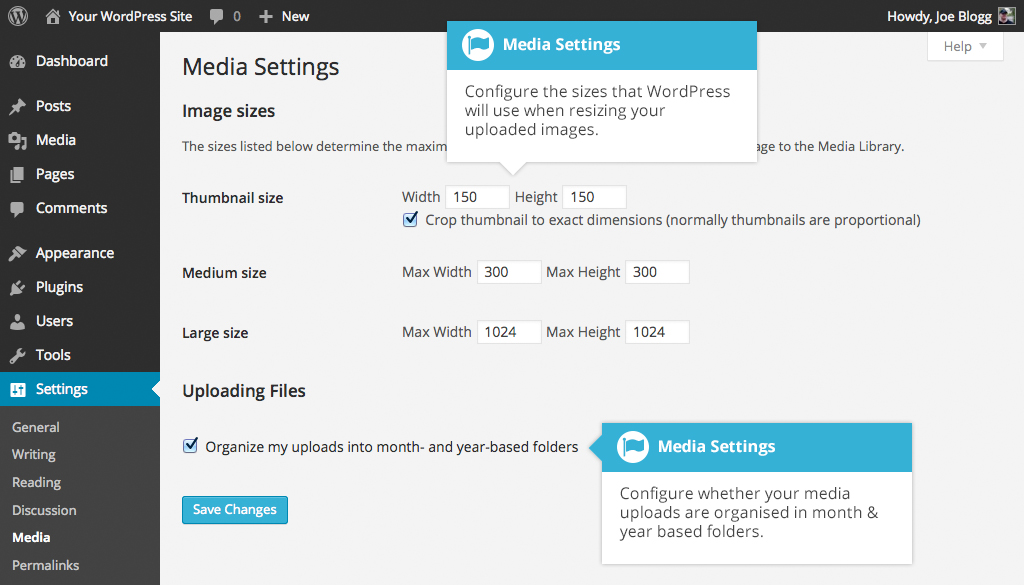 Your WordPress Site 0 New Howdy, Joe Blogg
Help
Dashboard
Posts
Media
Pages
Comments
Appearance
Plugins
Users
Tools
Settings
General
Writing
Reading
Discussion
Media
Permalinks
Media Settings
Image sizes
The sizes listed below determine the maxim
age to the Media Library.
Media Settings
Configure the sizes that WordPress
will use when resizing your
uploaded images.
Thumbnail size Width 150 Height 150
Crop thumbnail to exact dimensions (normally thumbnails are proportional)
Medium size Max Width 300 Max Height 300
Large size Max Width 1024 Max Height 1024
Uploading Files
Organize my uploads into month- and year-based folders
Media Settings
Configure whether your media
uploads are organised in month &
year based folders.
Save Changes